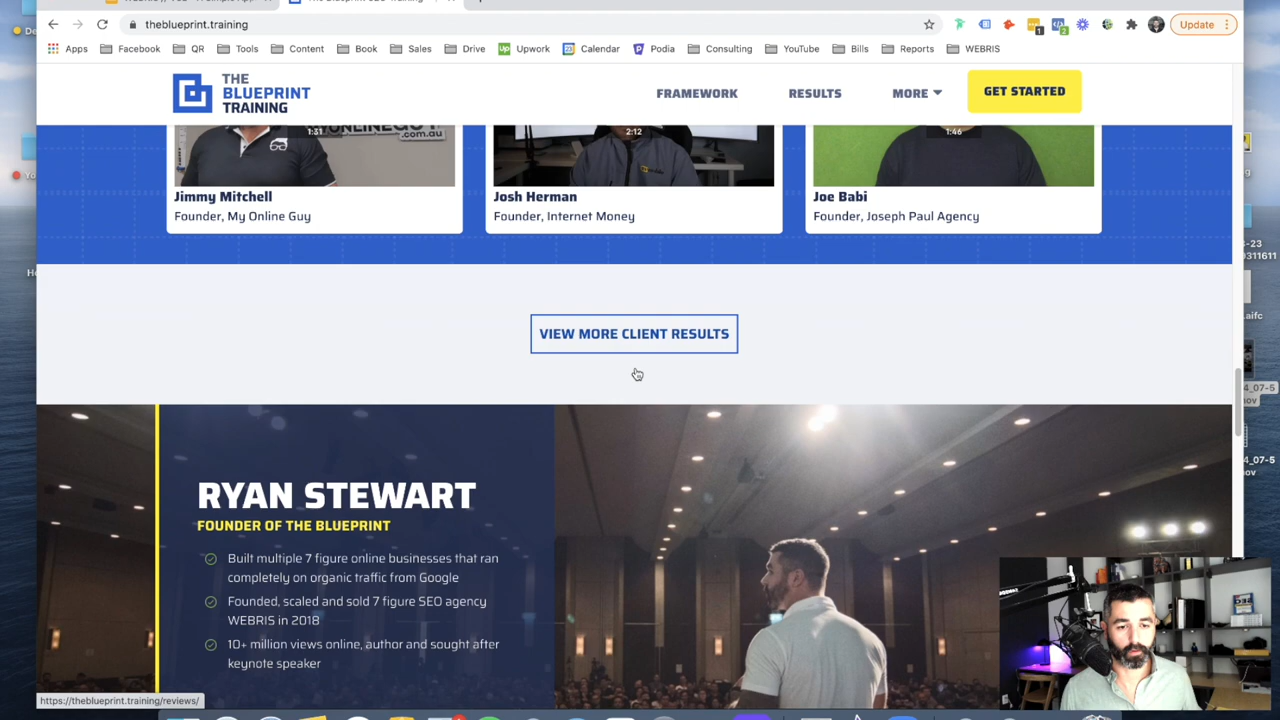 theblueprint.training
Update
Apps
Facebook
QR
Tools
Content
Book
Sales
Drive
Up
Upwork
Calendar
Podia
Consulting
YouTube
Bills
Reports
WEBRIS
THE
BLUEPRINT
TRAINING
FRAMEWORK
RESULTS
MORE
GET STARTED
1:31
2:12
1:46
.com.au
Jimmy Mitchell
Founder, My Online Guy
Josh Herman
Founder, Internet Money
Joe Babi
Founder, Joseph Paul Agency
VIEW MORE CLIENT RESULTS
RYAN STEWART
FOUNDER OF THE BLUEPRINT
Built multiple 7 figure online businesses that ran
completely on organic traffic from Google
Founded, scaled and sold 7 figure SEO agency
WEBRIS in 2018
10+ million views online, author and sought after
keynote speaker
https://theblueprint.training/reviews/